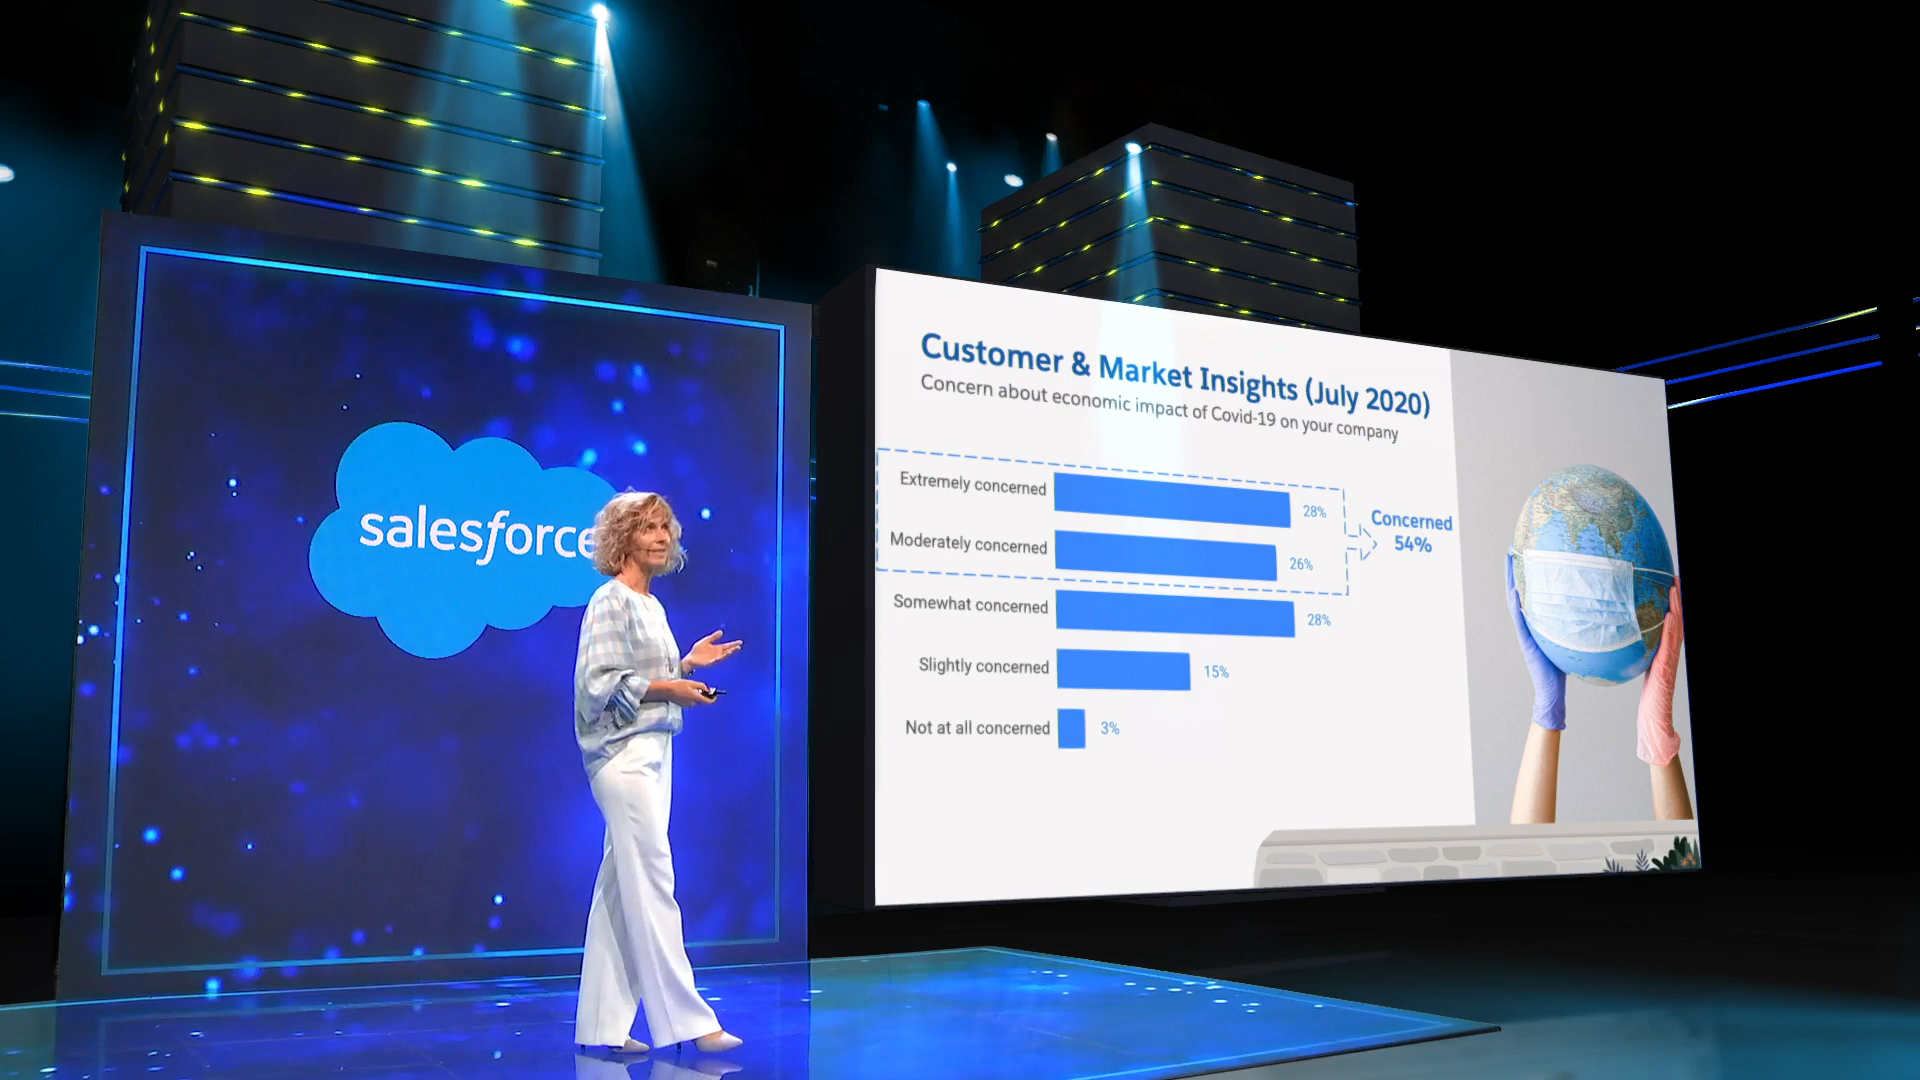 salesforce
Customer & Market Insights (July 2020)
Concern about economic impact of Covid-19 on your company
Extremely concerned 28%
Moderately concerned 26%
Concerned
54%
Somewhat concerned 28%
Slightly concerned 15%
Not at all concerned 3%